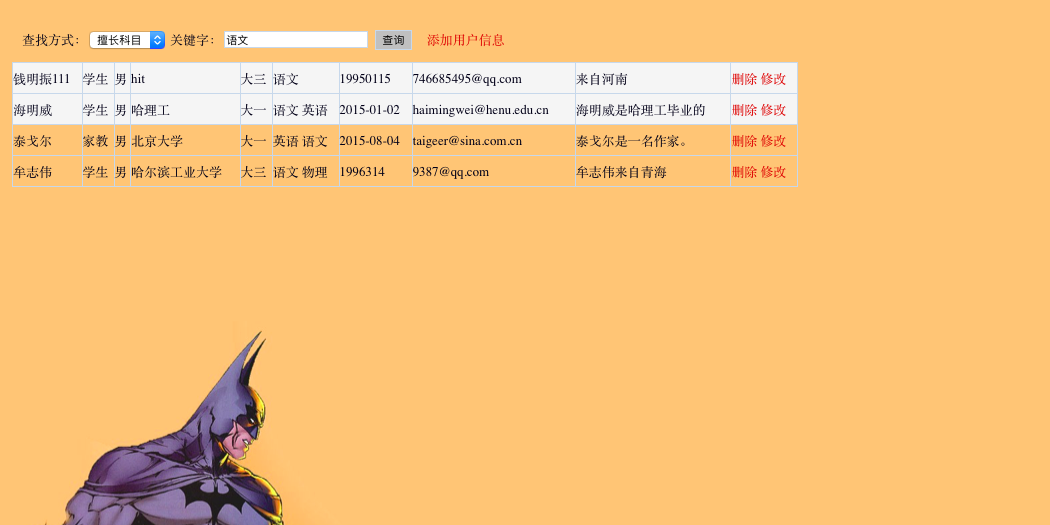 查找方式： 擅长科目 关键字： 语文 查询 添加用户信息
钱明振111 学生 男 hit 大三 语文 19950115 746685495@qq.com 来自河南 删除 修改
海明威 学生 男 哈理工 大一 语文 英语 2015-01-02 haimingwei@henu.edu.cn 海明威是哈理工毕业的 删除 修改
泰戈尔 家教 男 北京大学 大一 英语 语文 2015-08-04 taigeer@sina.com.cn 泰戈尔是一名作家。 删除 修改
牟志伟 学生 男 哈尔滨工业大学 大三 语文 物理 1996314 9387@qq.com 牟志伟来自青海 删除 修改